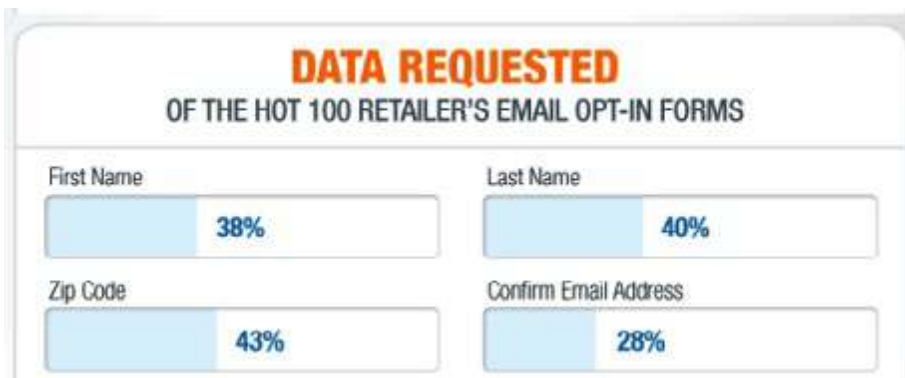 DATA REQUESTED
OF THE HOT 100 RETAILER'S EMAIL OPT-IN FORMS
First Name
Last Name
38%
40%
Zip Code
Confirm Email Address
43%
28%